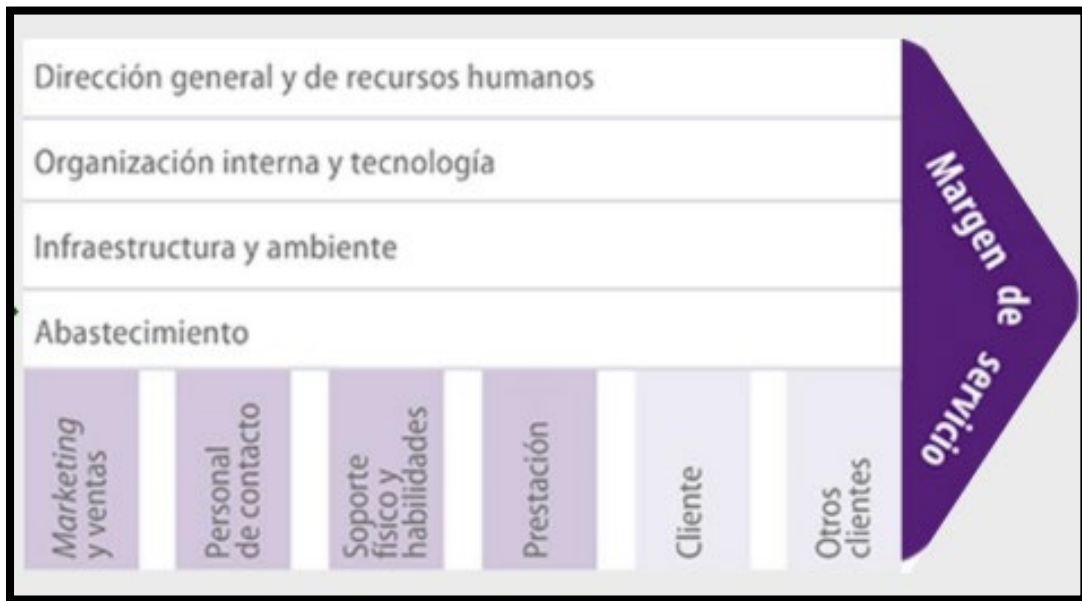 Dirección general y de recursos humanos
Organización interna y tecnología
Infraestructura y ambiente
Abastecimiento
Marketing
y ventas
Personal
de contacto
Soporte
físico y
habilidades
Prestación
Cliente
Otros
clientes
Margen de servicio